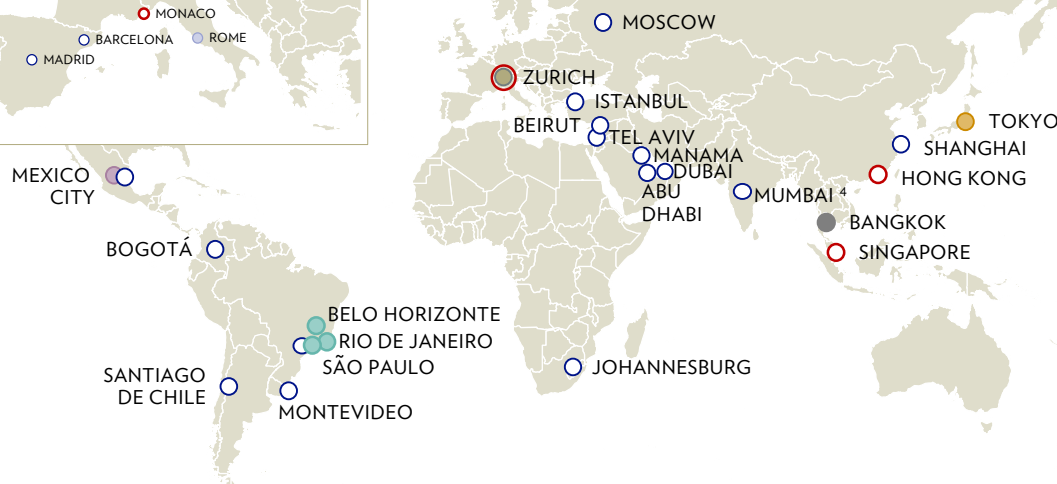 MONACO
BARCELONA
ROME
MADRID
MOSCOW
ZURICH
ISTANBUL
BEIRUT
TEL AVIV
TOKYO
SHANGHAI
MANAMA
DUBAI
ABU
DHABI
MUMBAI 4
HONG KONG
MEXICO
CITY
BANGKOK
BOGOTÁ
SINGAPORE
BELO HORIZONTE
RIO DE JANEIRO
SÃO PAULO
JOHANNESBURG
SANTIAGO
DE CHILE
MONTEVIDEO